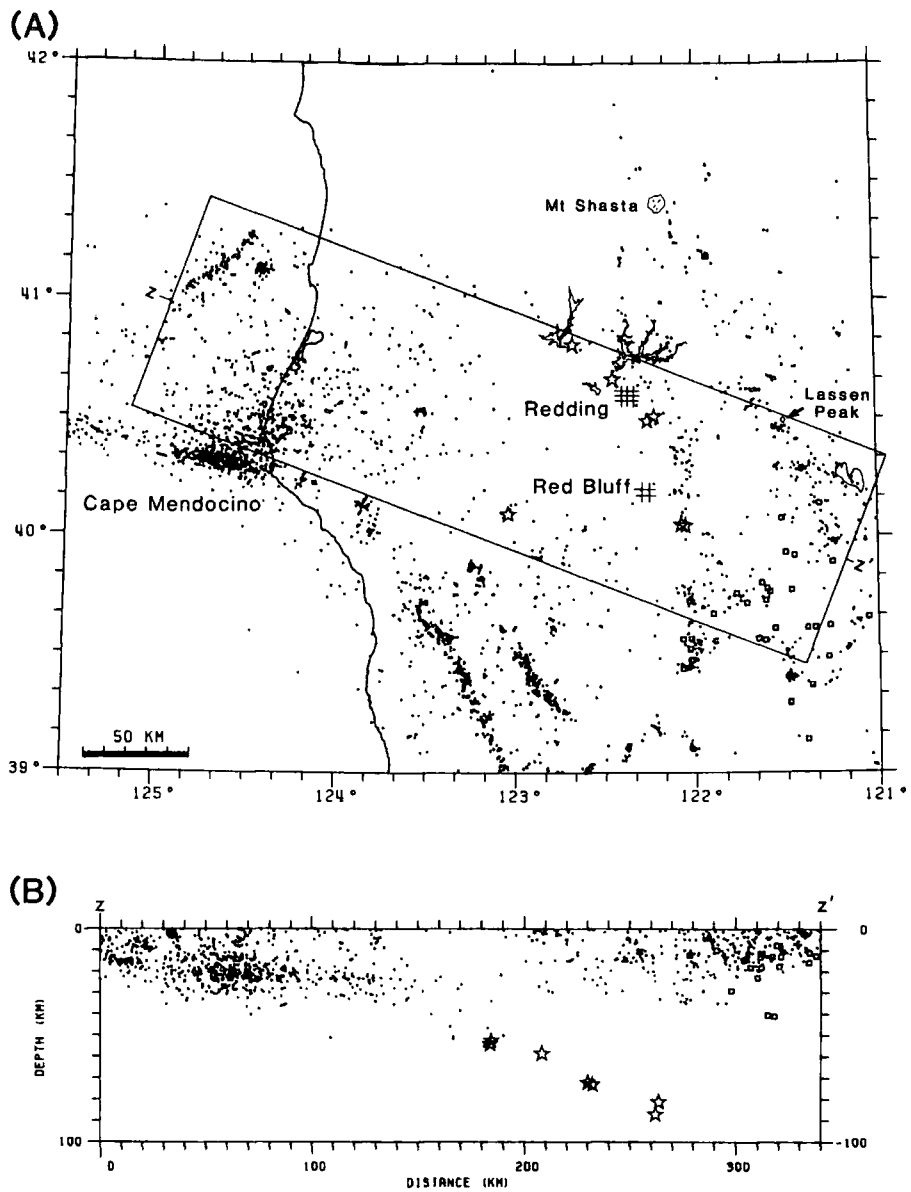 (A)
42°
Mt Shasta
41°
Z
Lassen
Peak
Redding
Red Bluff
Cape Mendocino
40°
Z'
50 KM
39°
125°
124°
123°
122°
121°
(B)
Z
Z'
0
0
DEPTH (KM)
100
-100
0
100
200
300
DISTANCE (KM)